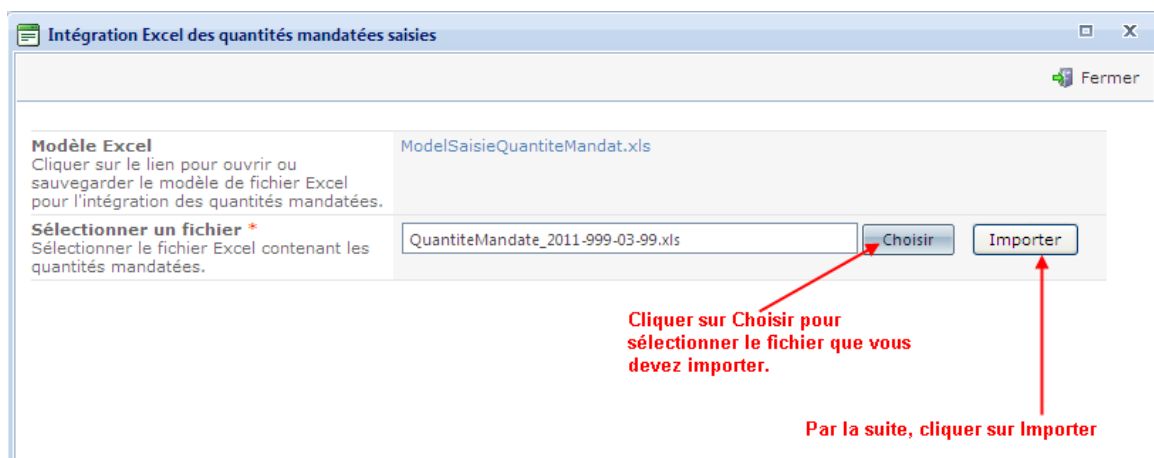 Intégration Excel des quantités mandatées saisies
Fermer
Modèle Excel
Cliquer sur le lien pour ouvrir ou
sauvegarder le modèle de fichier Excel
pour l'intégration des quantités mandatées.
ModelSaisieQuantiteMandat.xls
Sélectionner un fichier *
Sélectionner le fichier Excel contenant les
quantités mandatées.
QuantiteMandate_2011-999-03-99.xls
Choisir
Importer
Cliquer sur Choisir pour
sélectionner le fichier que vous
devez importer.
Par la suite, cliquer sur Importer